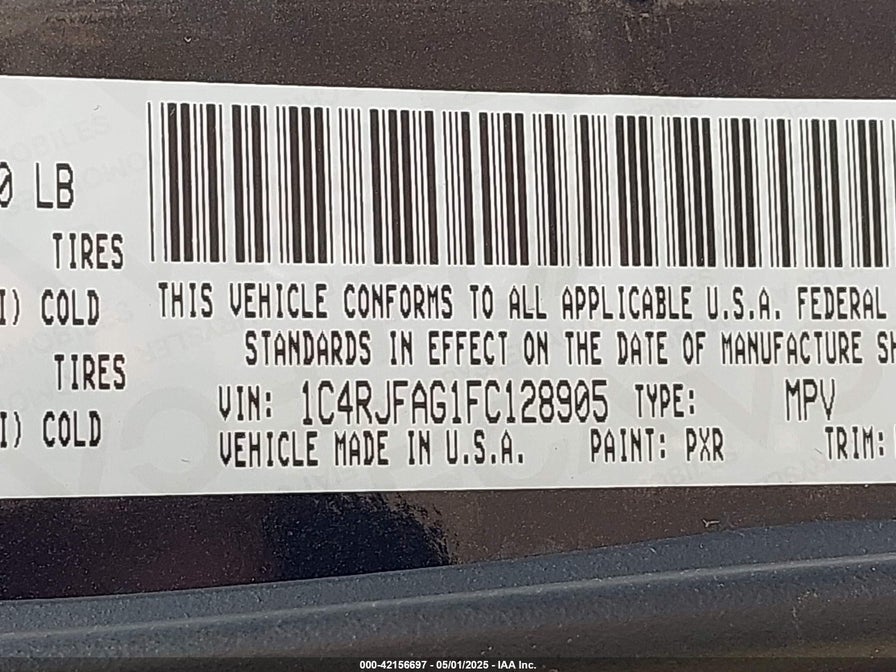 0 LB
TIRES
I) COLD
TIRES
I) COLD
THIS VEHICLE CONFORMS TO ALL APPLICABLE U.S.A. FEDERAL
STANDARDS IN EFFECT ON THE DATE OF MANUFACTURE SH
VIN: 1C4RJFAG1FC128905 TYPE: MPV
VEHICLE MADE IN U.S.A. PAINT: PXR TRIM:
000-42156697 - 05/01/2025 - IAA Inc.